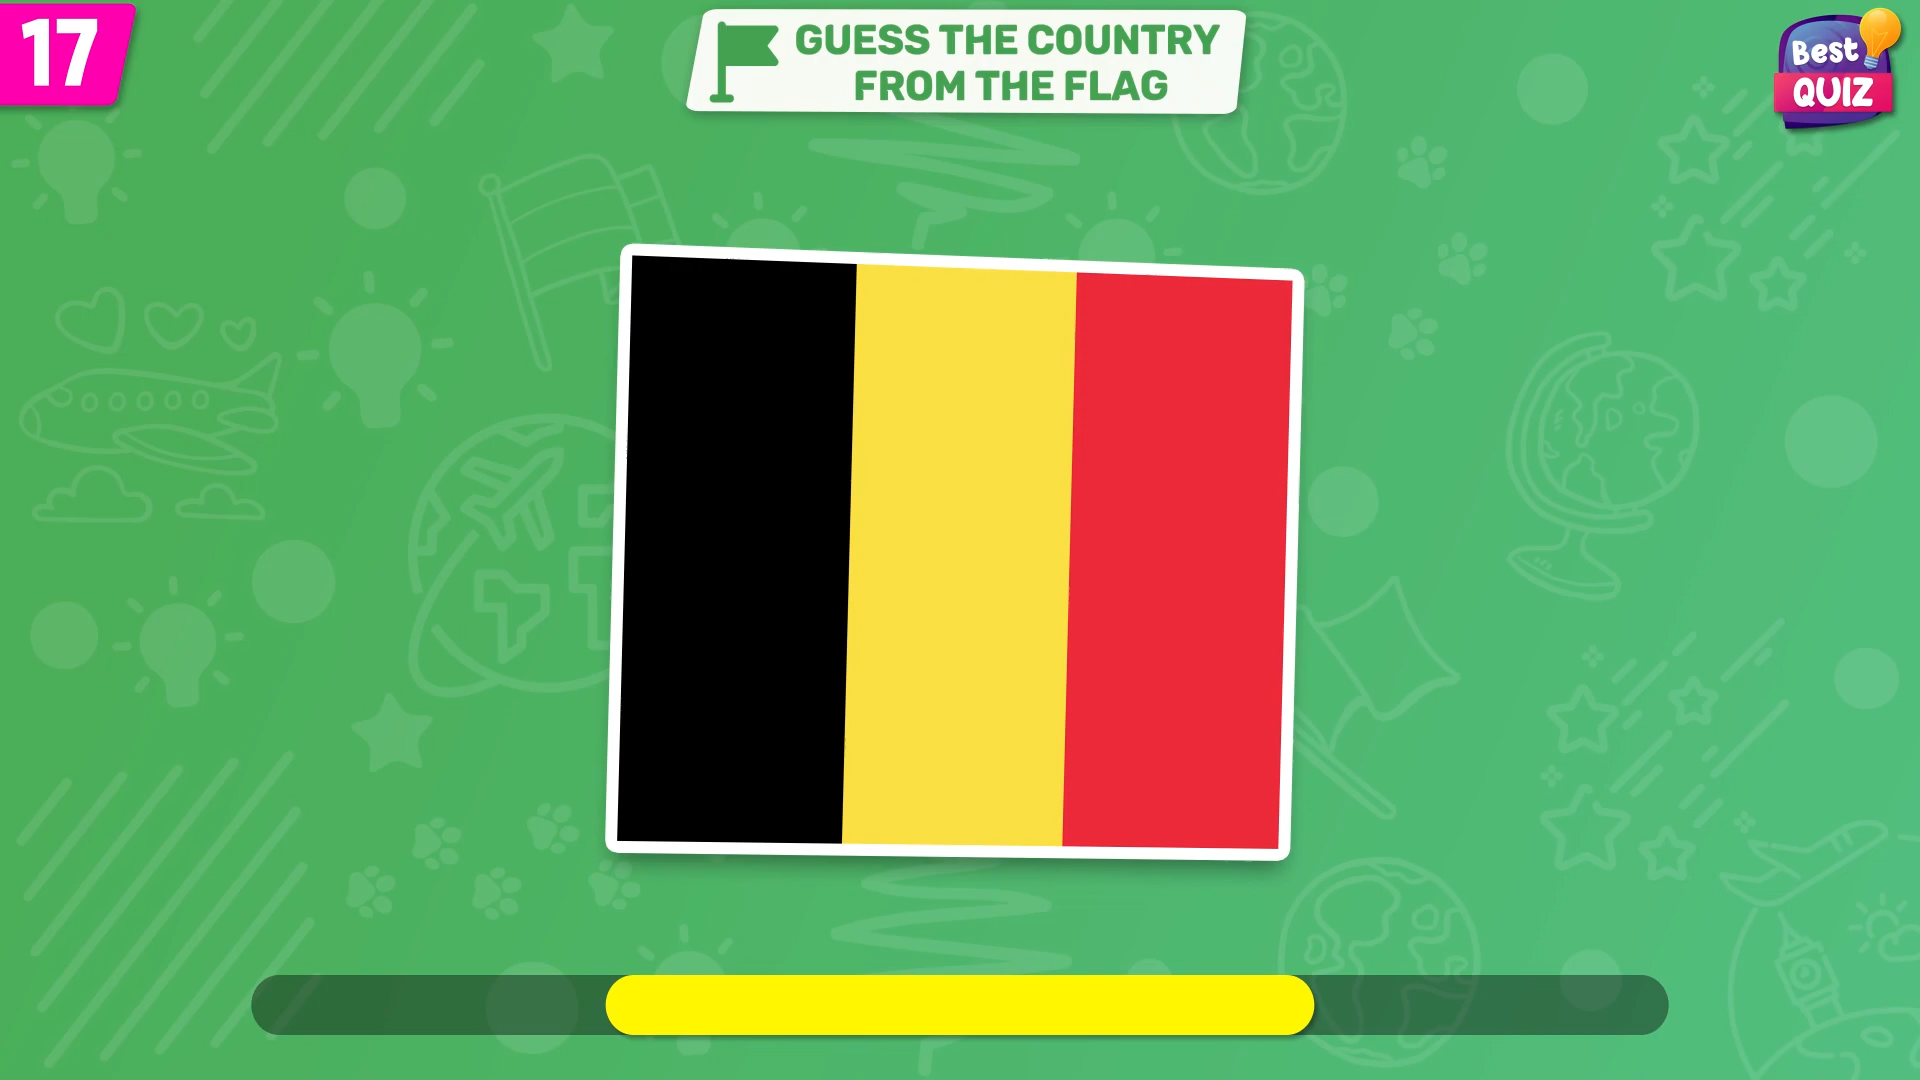 17
GUESS THE COUNTRY
FROM THE FLAG
Best
QUIZ